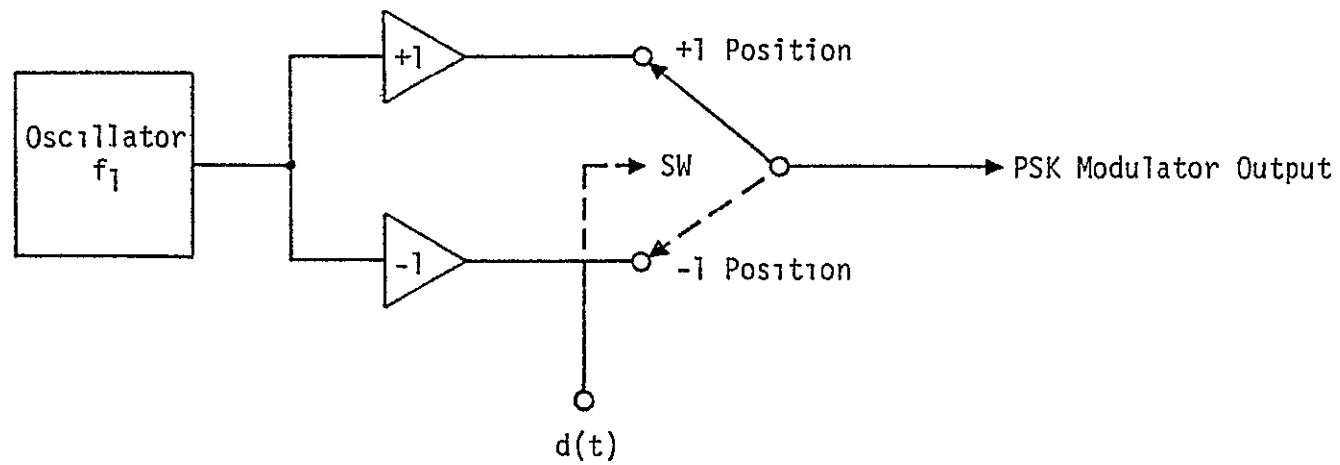 +1
+1 Position
Oscillator
f1
SW
PSK Modulator Output
-1
-1 Position
d(t)